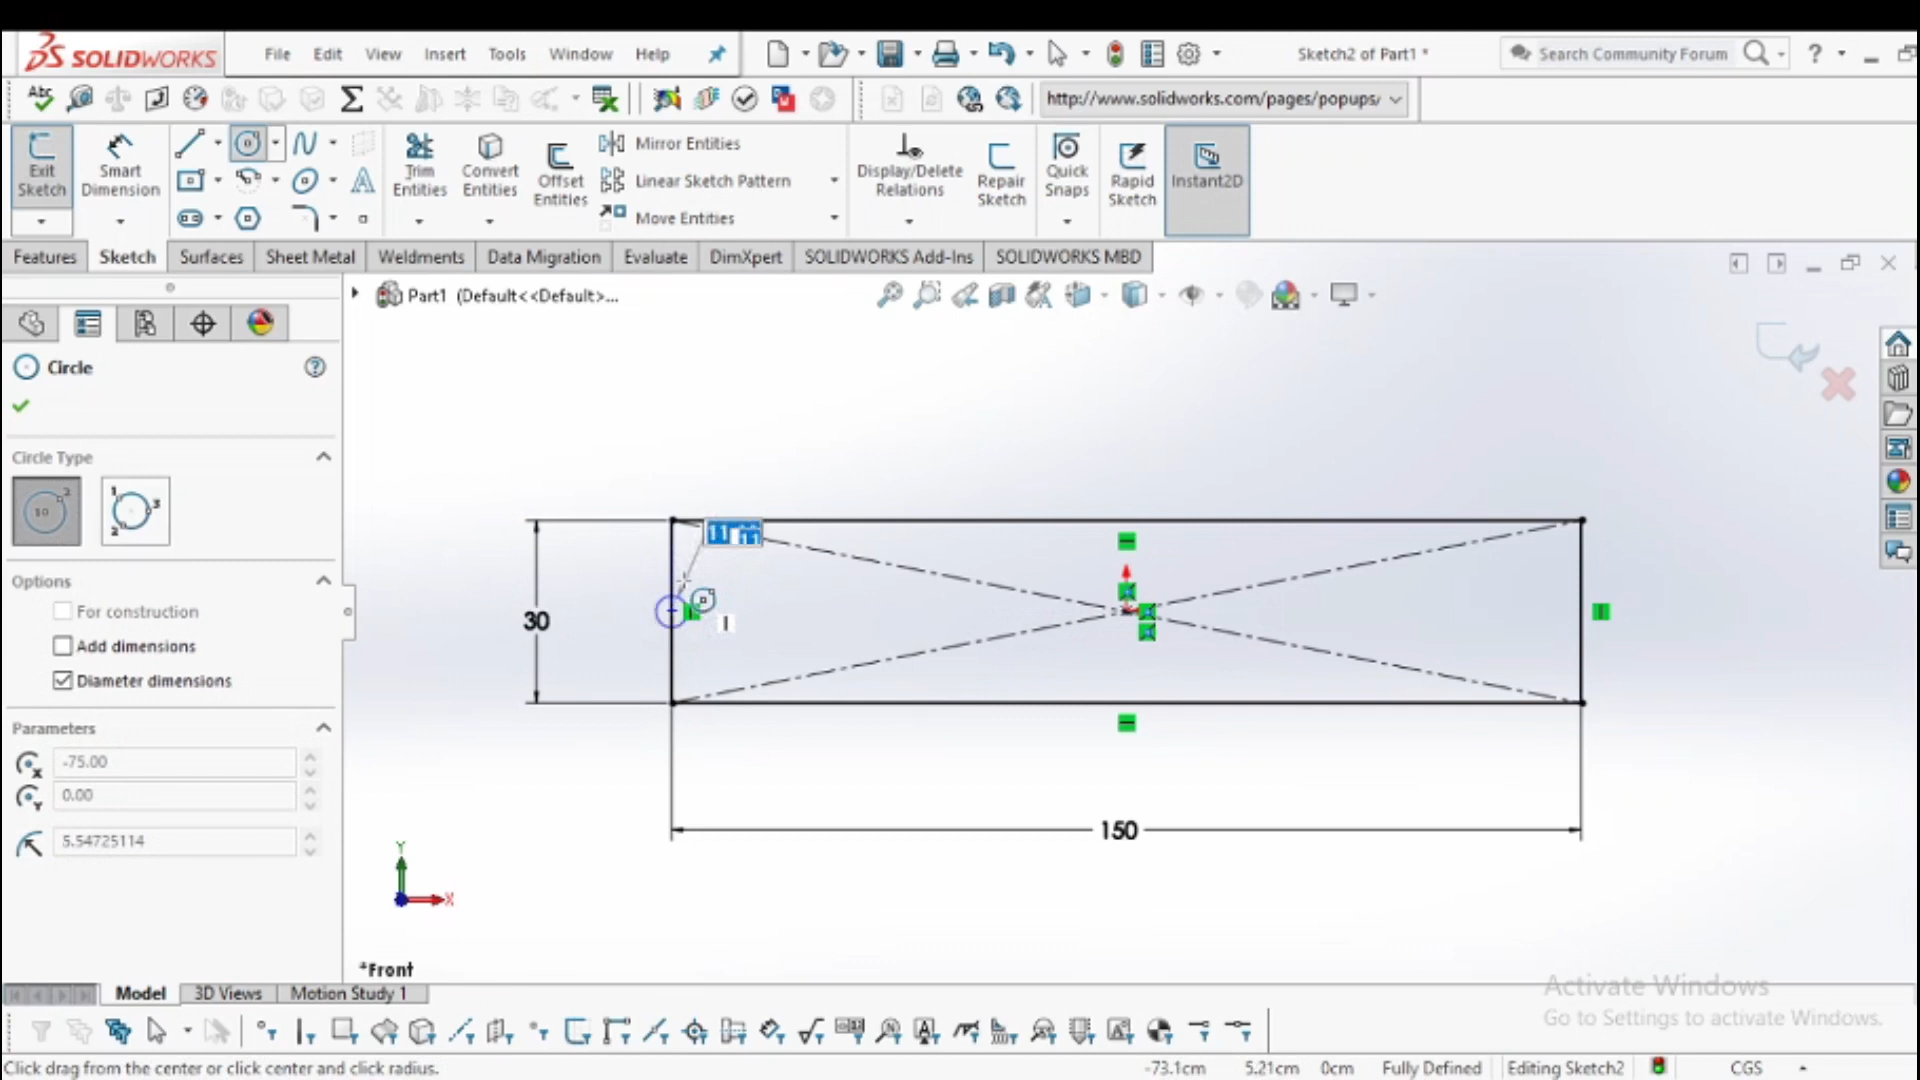 SOLIDWORKS File Edit View Insert Tools Window Help Sketch2 of Part1 * Search Community Forum ?
Abc http://www.solidworks.com/pages/popups/
Exit Sketch Smart Dimension Trim Entities Convert Entities Offset Entities Mirror Entities Linear Sketch Pattern Move Entities Display/Delete Relations Repair Sketch Quick Snaps Rapid Sketch Instant2D
Features Sketch Surfaces Sheet Metal Weldments Data Migration Evaluate DimXpert SOLIDWORKS Add-Ins SOLIDWORKS MBD
Part1 (Default<<Default>...
Circle
Circle Type
Options
For construction
Add dimensions
Diameter dimensions
Parameters
-75.00
0.00
5.54725114
30
150
Y
X
*Front
Model 3D Views Motion Study 1
Activate Windows
Go to Settings to activate Windows.
Click drag from the center or click center and click radius. -73.1cm 5.21cm 0cm Fully Defined Editing Sketch2 CGS